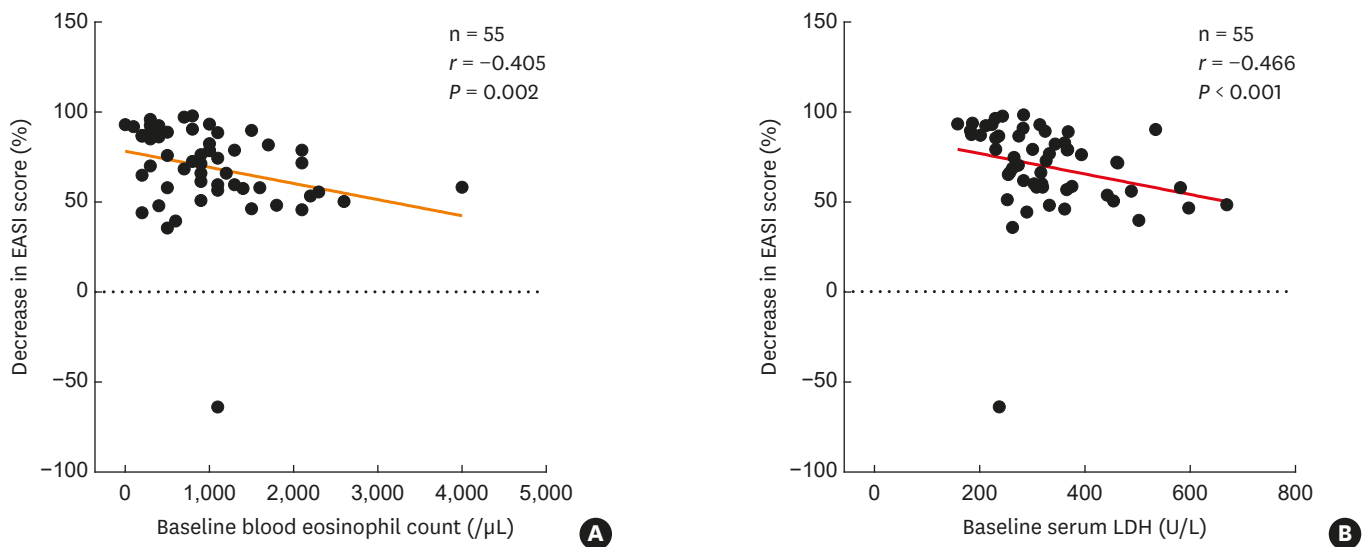 150
100
50
0
−50
−100
Decrease in EASI score (%)
n = 55
r = −0.405
P = 0.002
0
1,000
2,000
3,000
4,000
5,000
Baseline blood eosinophil count (/μL)
A
150
100
50
0
−50
−100
Decrease in EASI score (%)
n = 55
r = −0.466
P < 0.001
0
200
400
600
800
Baseline serum LDH (U/L)
B